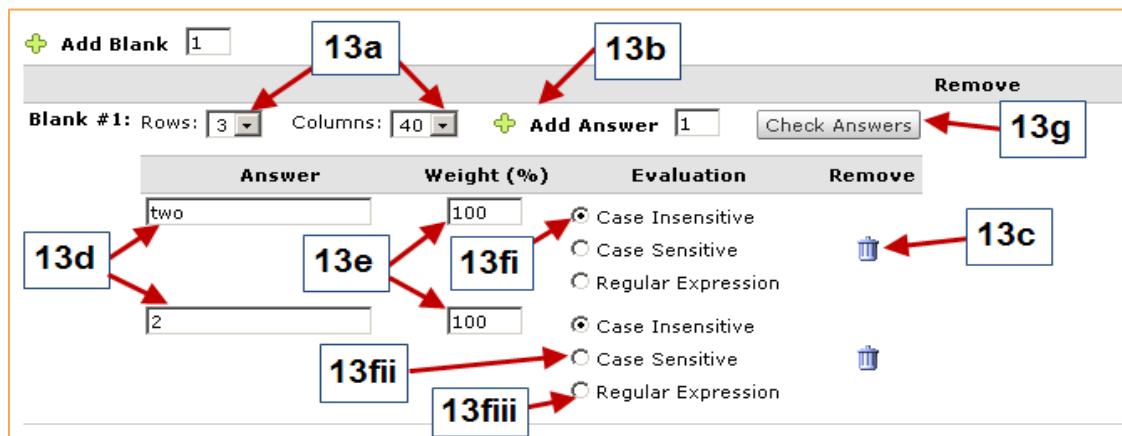 Add Blank 1
13a
13b
Remove
Blank #1: Rows: 3 Columns: 40 Add Answer 1 Check Answers
13g
Answer Weight (%) Evaluation Remove
two 100 Case Insensitive
13d 13e 13fi Case Sensitive 13c
Regular Expression
2 100 Case Insensitive
13fii Case Sensitive
13fiii Regular Expression